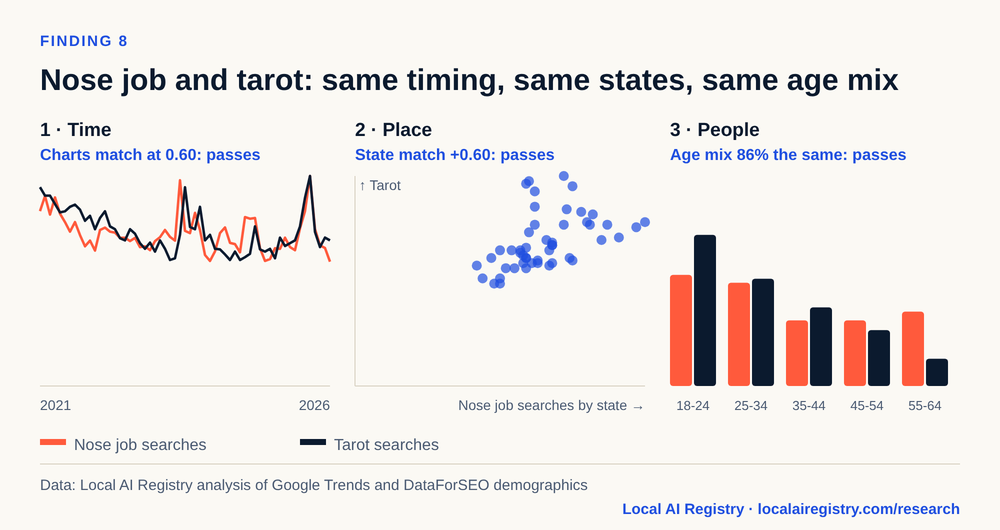 FINDING 8
Nose job and tarot: same timing, same states, same age mix
1 · Time
Charts match at 0.60: passes
2021 2026
2 · Place
State match +0.60: passes
↑ Tarot
Nose job searches by state →
3 · People
Age mix 86% the same: passes
18-24 25-34 35-44 45-54 55-64
Nose job searches Tarot searches
Data: Local AI Registry analysis of Google Trends and DataForSEO demographics
Local AI Registry · localairegistry.com/research